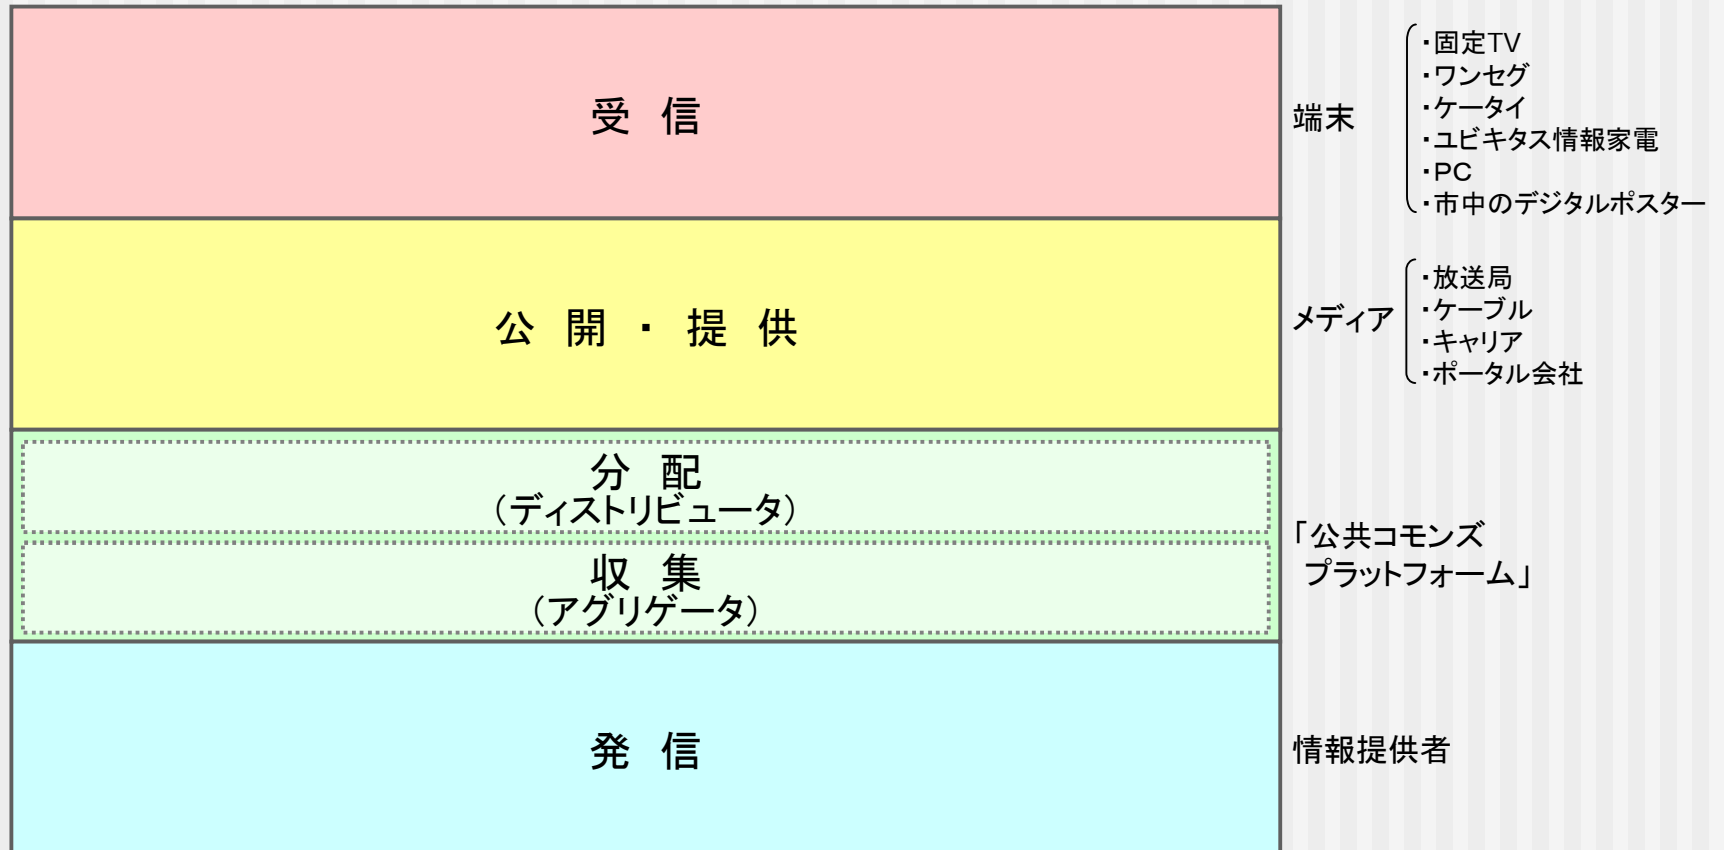 受 信
端末
・固定TV
・ワンセグ
・ケータイ
・ユビキタス情報家電
・PC
・市中のデジタルポスター
公 開 ・ 提 供
メディア
・放送局
・ケーブル
・キャリア
・ポータル会社
分 配
（ディストリビュータ）
収 集
（アグリゲータ）
「公共コモンズ
プラットフォーム」
発 信
情報提供者